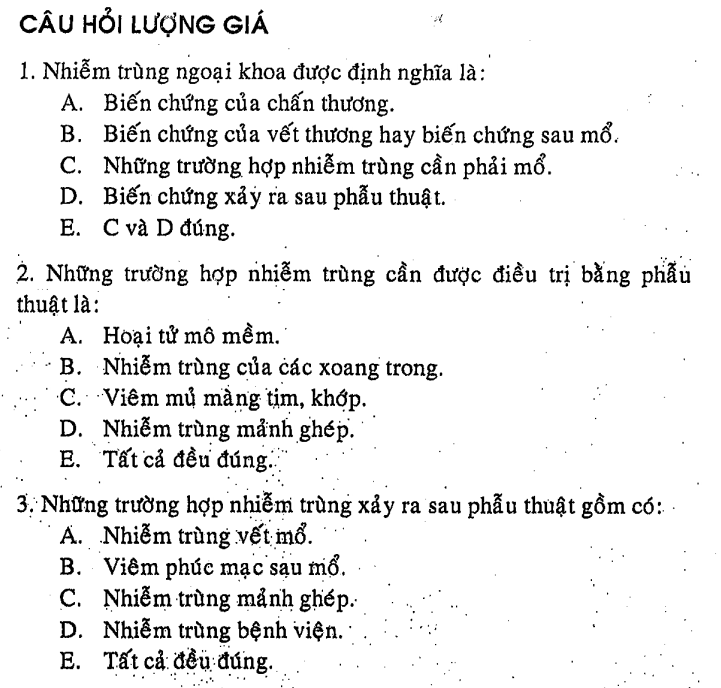 CÂU HỎI LƯỢNG GIÁ
1. Nhiễm trùng ngoại khoa được định nghĩa là:
A. Biến chứng của chấn thương.
B. Biến chứng của vết thương hay biến chứng sau mổ.
C. Những trường hợp nhiễm trùng cần phải mổ.
D. Biến chứng xảy ra sau phẫu thuật.
E. C và D đúng.
2. Những trường hợp nhiễm trùng cần được điều trị bằng phẫu
thuật là:
A. Hoại tử mô mềm.
B. Nhiễm trùng của các xoang trong.
C. Viêm mủ màng tim, khớp.
D. Nhiễm trùng mảnh ghép.
E. Tất cả đều đúng.
3. Những trường hợp nhiễm trùng xảy ra sau phẫu thuật gồm có:
A. Nhiễm trùng vết mổ.
B. Viêm phúc mạc sau mổ.
C. Nhiễm trùng mảnh ghép.
D. Nhiễm trùng bệnh viện.
E. Tất cả đều đúng.